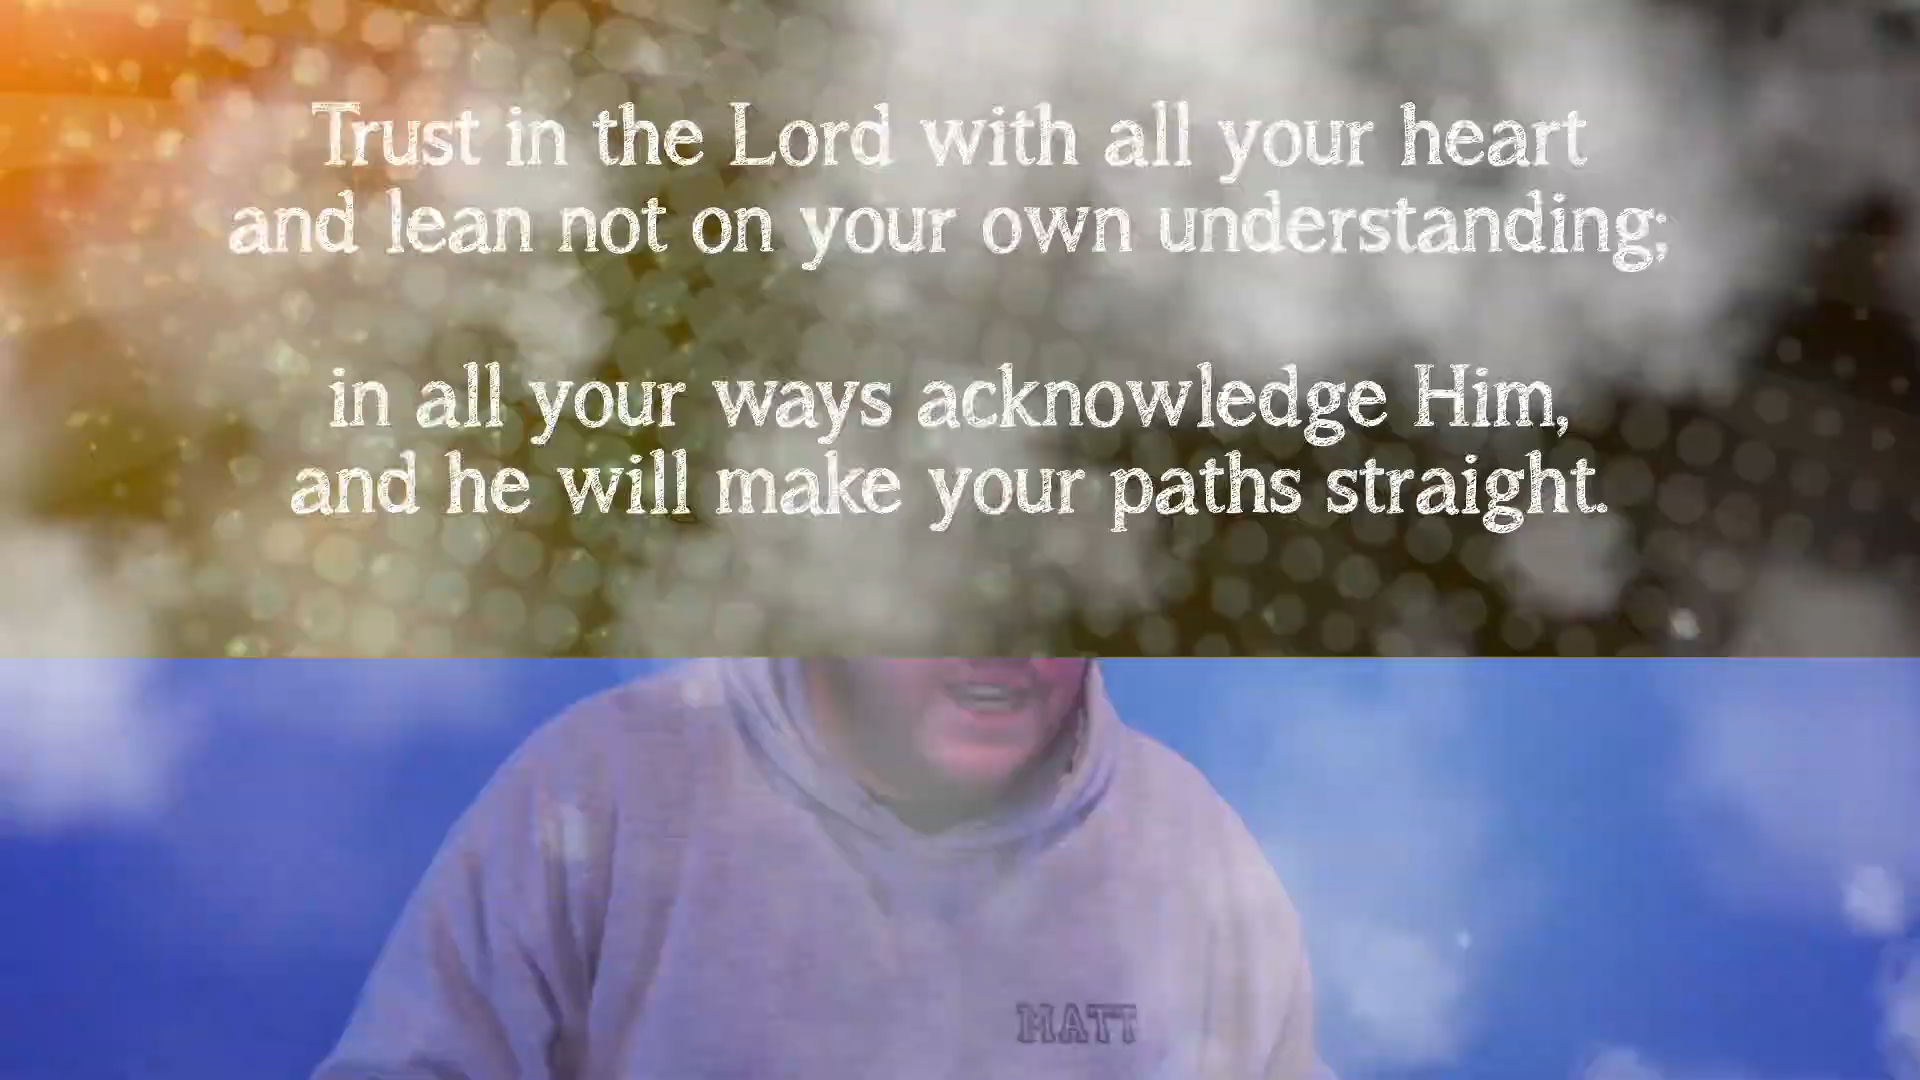 Trust in the Lord with all your heart
and lean not on your own understanding;
in all your ways acknowledge Him,
and he will make your paths straight.
MATT